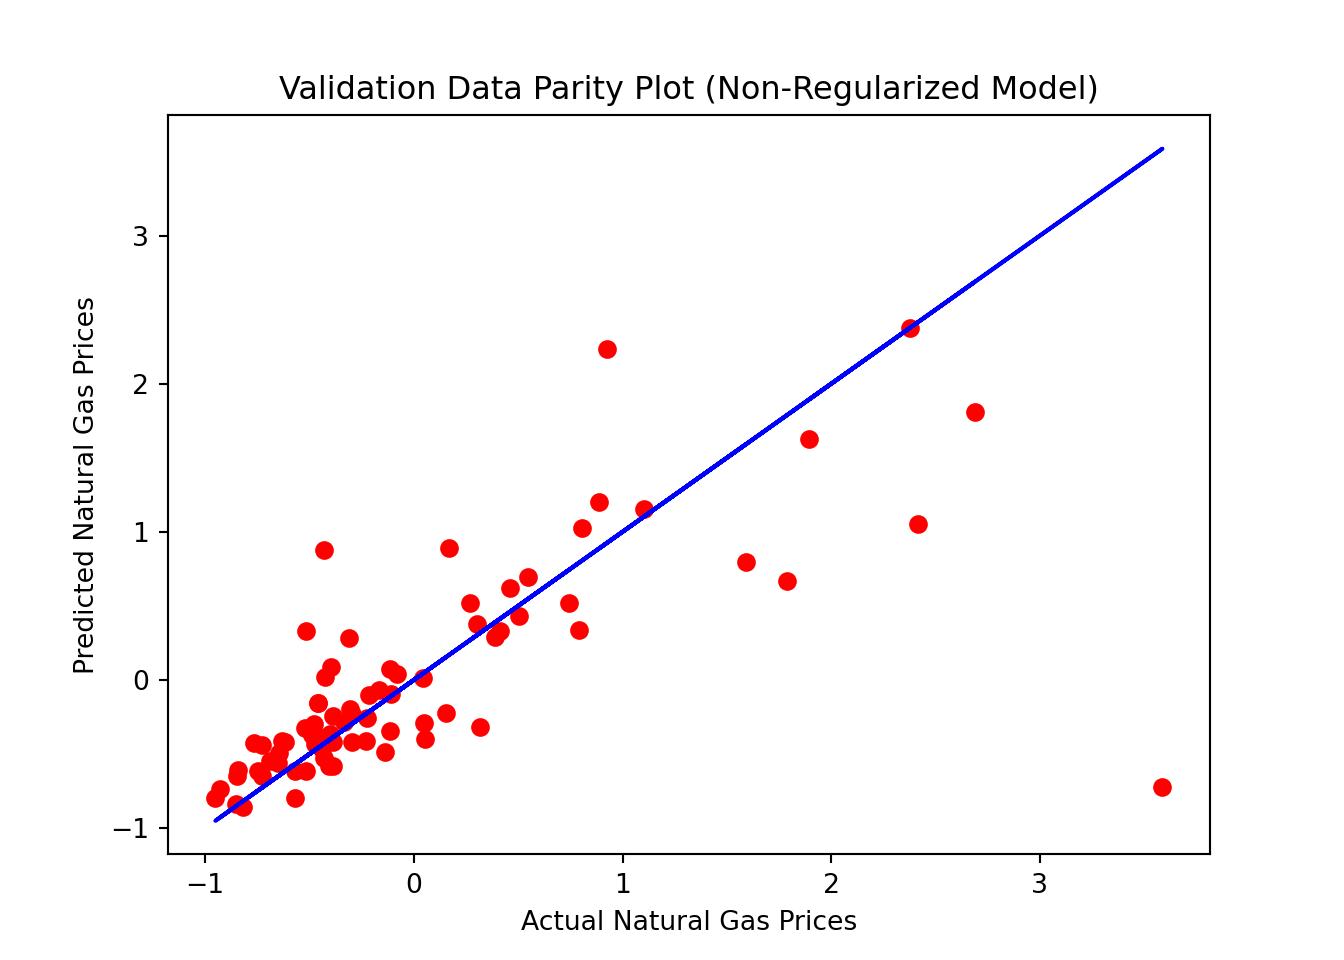 Validation Data Parity Plot (Non-Regularized Model)
Predicted Natural Gas Prices
3
2
1
0
−1
−1 0 1 2 3
Actual Natural Gas Prices